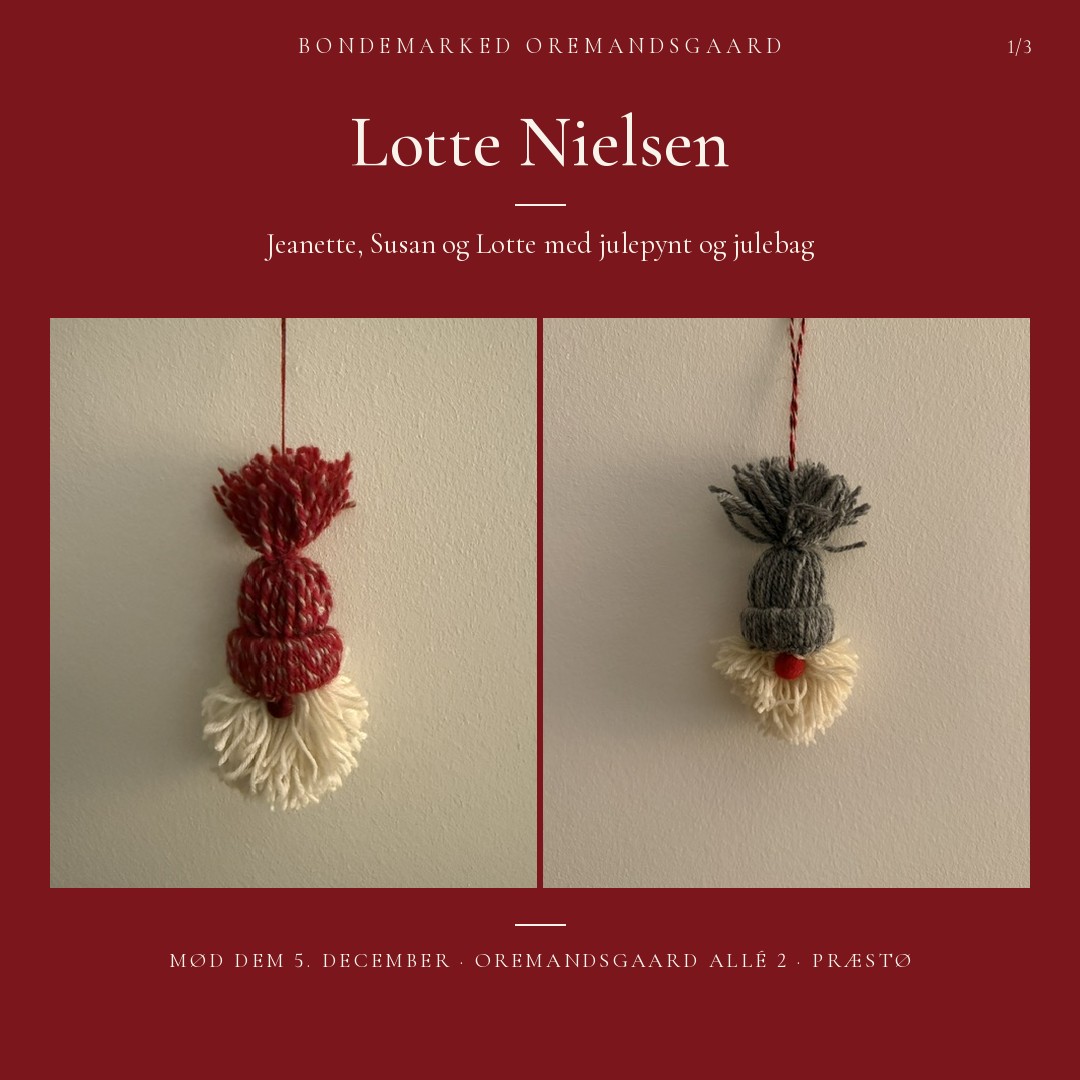 BONDEMARKED OREMANDSGAARD
1/3
Lotte Nielsen
Jeanette, Susan og Lotte med julepynt og julebag
MØD DEM 5. DECEMBER · OREMANDSGAARD ALLÉ 2 · PRÆSTØ